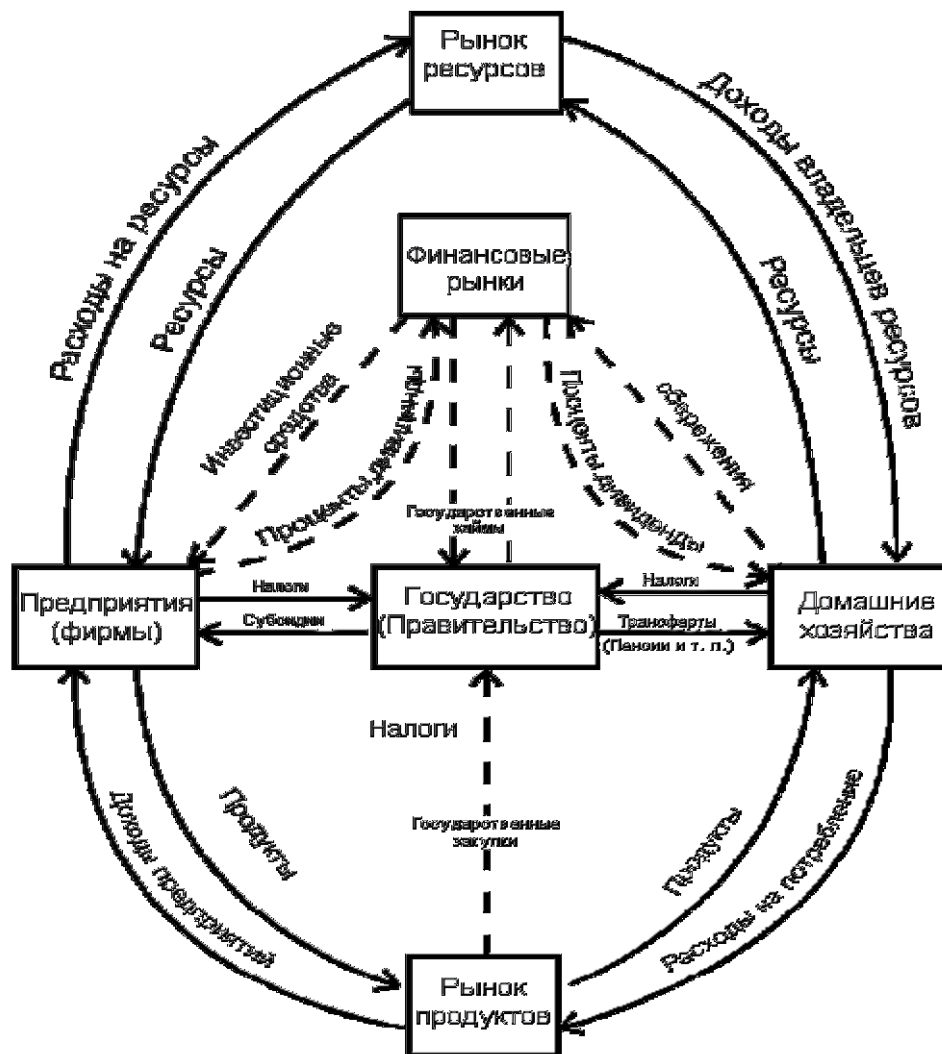 Рынок
ресурсов
Расходы на ресурсы
Ресурсы
Ресурсы
Доходы владельцев ресурсов
Финансовые
рынки
Инвестиционные
средства
Проценты, дивиденды
Государственные
займы
Проценты, дивиденды
сбережения
Предприятия
(фирмы)
Налоги
Субсидии
Государство
(Правительство)
Налоги
Трансферты
(Пенсии и т. п.)
Домашние
хозяйства
Налоги
Государственные
закупки
Доходы предприятий
Продукты
Продукты
Расходы на потребление
Рынок
продуктов